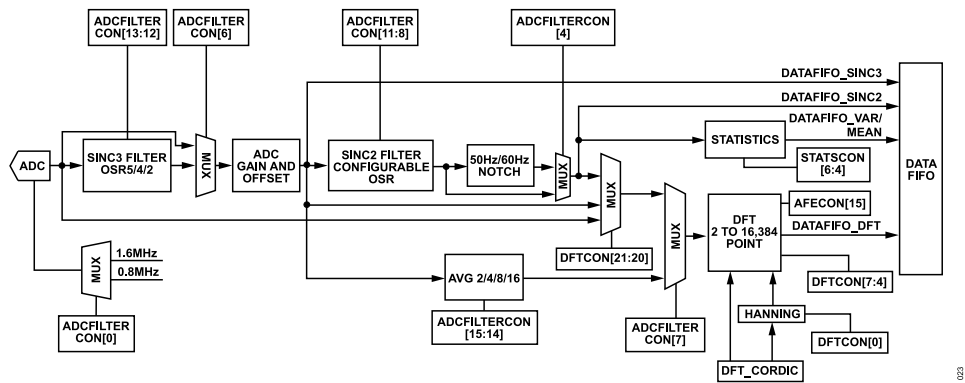 ADCFILTER
CON[13:12]
ADCFILTER
CON[6]
ADCFILTER
CON[11:8]
ADCFILTERCON
[4]
DATAFIFO_SINC3
DATAFIFO_SINC2
DATAFIFO_VAR/
MEAN
ADC
SINC3 FILTER
OSR5/4/2
MUX
ADC
GAIN AND
OFFSET
SINC2 FILTER
CONFIGURABLE
OSR
50Hz/60Hz
NOTCH
MUX
STATISTICS
STATSCON
[6:4]
DATA
FIFO
MUX
MUX
DFT
2 TO 16,384
POINT
AFECON[15]
DATAFIFO_DFT
DFTCON[21:20]
DFTCON[7:4]
MUX
1.6MHz
0.8MHz
AVG 2/4/8/16
ADCFILTER
CON[0]
ADCFILTERCON
[15:14]
ADCFILTER
CON[7]
HANNING
DFTCON[0]
DFT_CORDIC
023